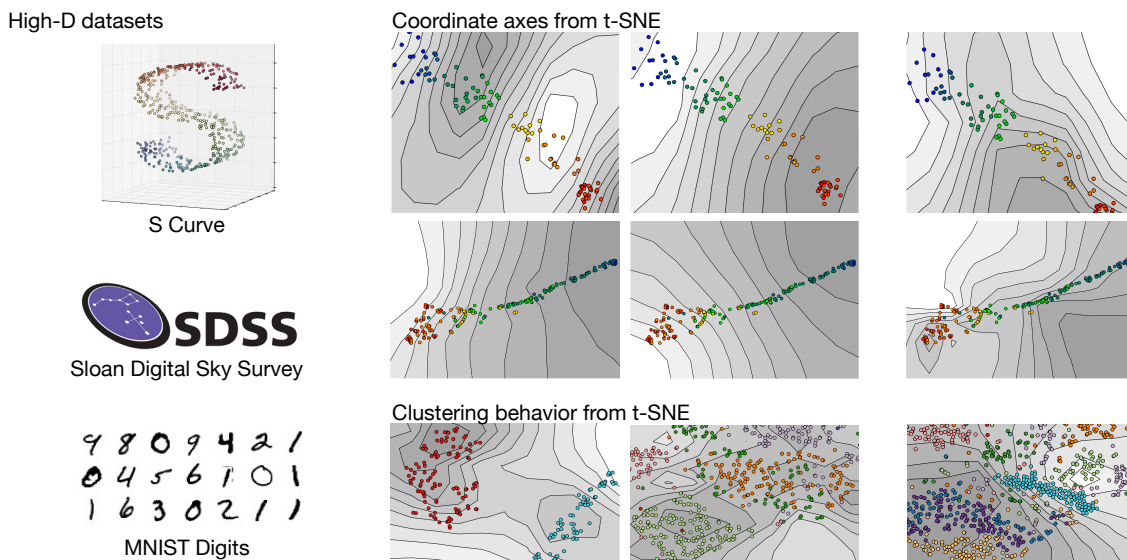 High-D datasets
Coordinate axes from t-SNE
S Curve
SDSS
Sloan Digital Sky Survey
Clustering behavior from t-SNE
9 8 0 9 4 2 1
0 4 5 6 1 0 1
1 6 3 0 2 1 1
MNIST Digits